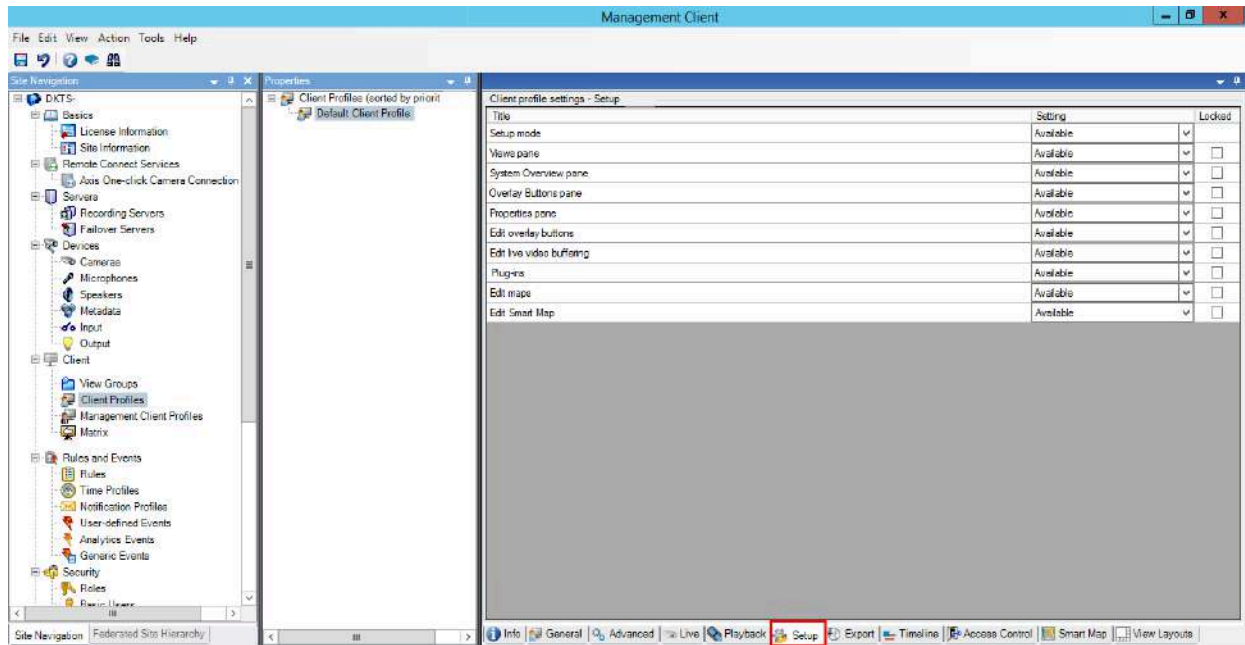 Management Client
File Edit View Action Tools Help
Site Navigation
DKTS-
Basics
License Information
Site Information
Remote Connect Services
Axis One-click Camera Connection
Servers
Recording Servers
Failover Servers
Devices
Cameras
Microphones
Speakers
Metadata
Input
Output
Client
View Groups
Client Profiles
Management Client Profiles
Matrix
Rules and Events
Rules
Time Profiles
Notification Profiles
User-defined Events
Analytics Events
Generic Events
Security
Roles
Basic Users
Site Navigation Federated Site Hierarchy
Properties
Client Profiles (sorted by priorit
Default Client Profile
Client profile settings - Setup
Title Setting Locked
Setup mode Available
Views pane Available
System Overview pane Available
Overlay Buttons pane Available
Properties pane Available
Edit overlay buttons Available
Edit live video buffering Available
Plug-ins Available
Edit maps Available
Edit Smart Map Available
Info General Advanced Live Playback Setup Export Timeline Access Control Smart Map View Layouts